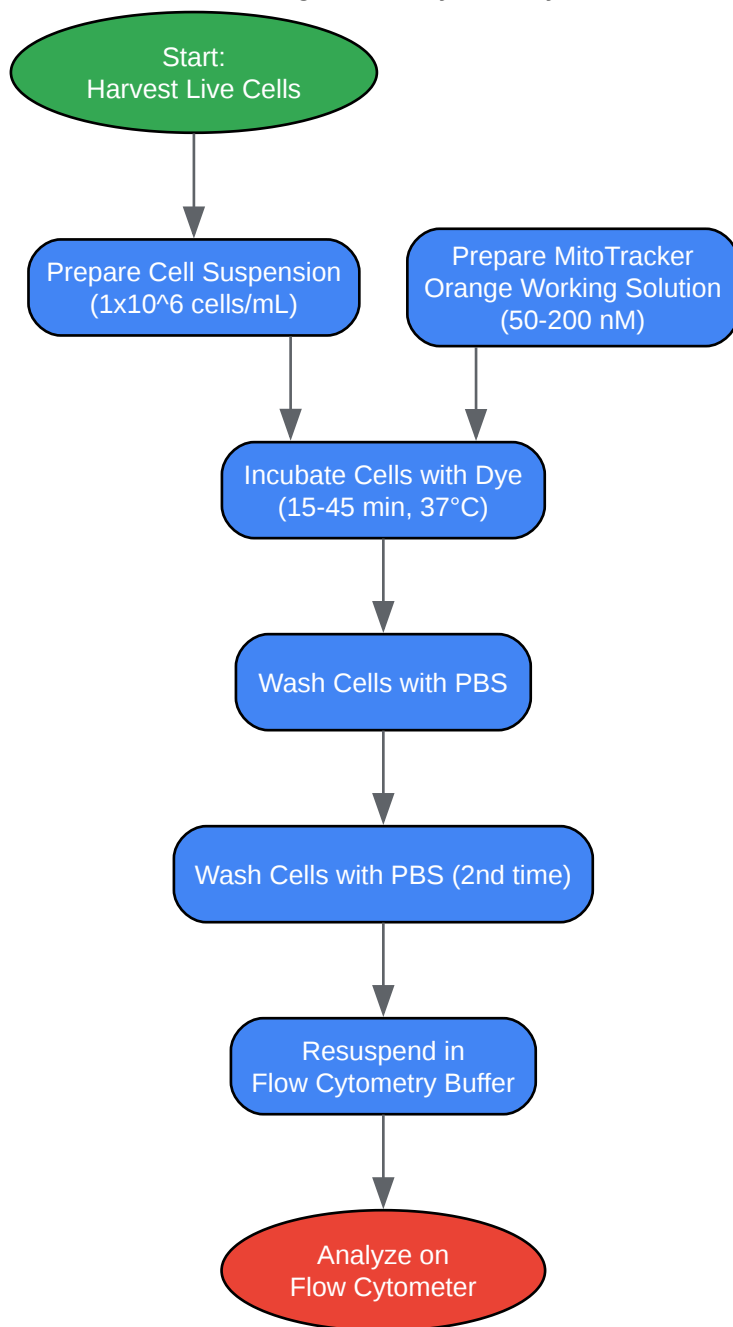 Start:
Harvest Live Cells
Prepare Cell Suspension
(1x10^6 cells/mL)
Prepare MitoTracker
Orange Working Solution
(50-200 nM)
Incubate Cells with Dye
(15-45 min, 37°C)
Wash Cells with PBS
Wash Cells with PBS (2nd time)
Resuspend in
Flow Cytometry Buffer
Analyze on
Flow Cytometer